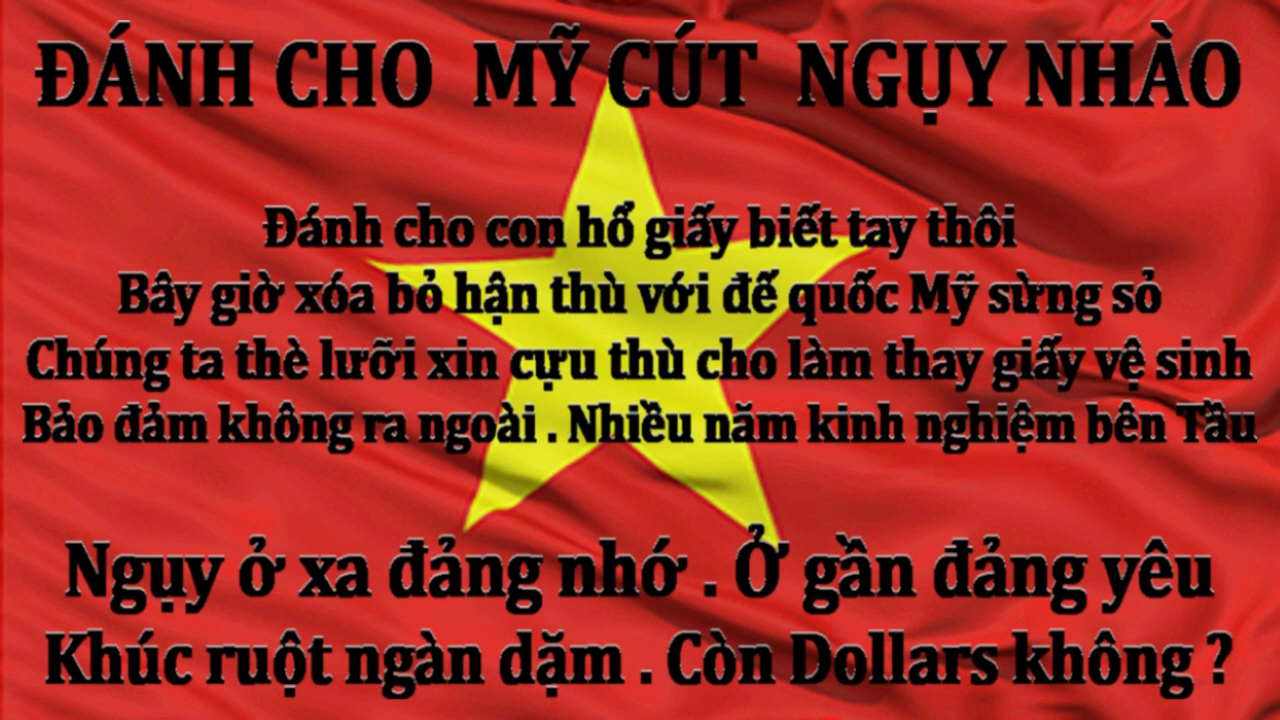 ĐÁNH CHO MỸ CÚT NGỤY NHÀO
Đánh cho con hổ giấy biết tay thôi
Bây giờ xóa bỏ hận thù với đế quốc Mỹ sừng sỏ
Chúng ta thè lưỡi xin cựu thù cho làm thay giấy vệ sinh
Bảo đảm không ra ngoài . Nhiều năm kinh nghiệm bên Tầu
Ngụy ở xa đảng nhớ . Ở gần đảng yêu
Khúc ruột ngàn dặm . Còn Dollars không ?